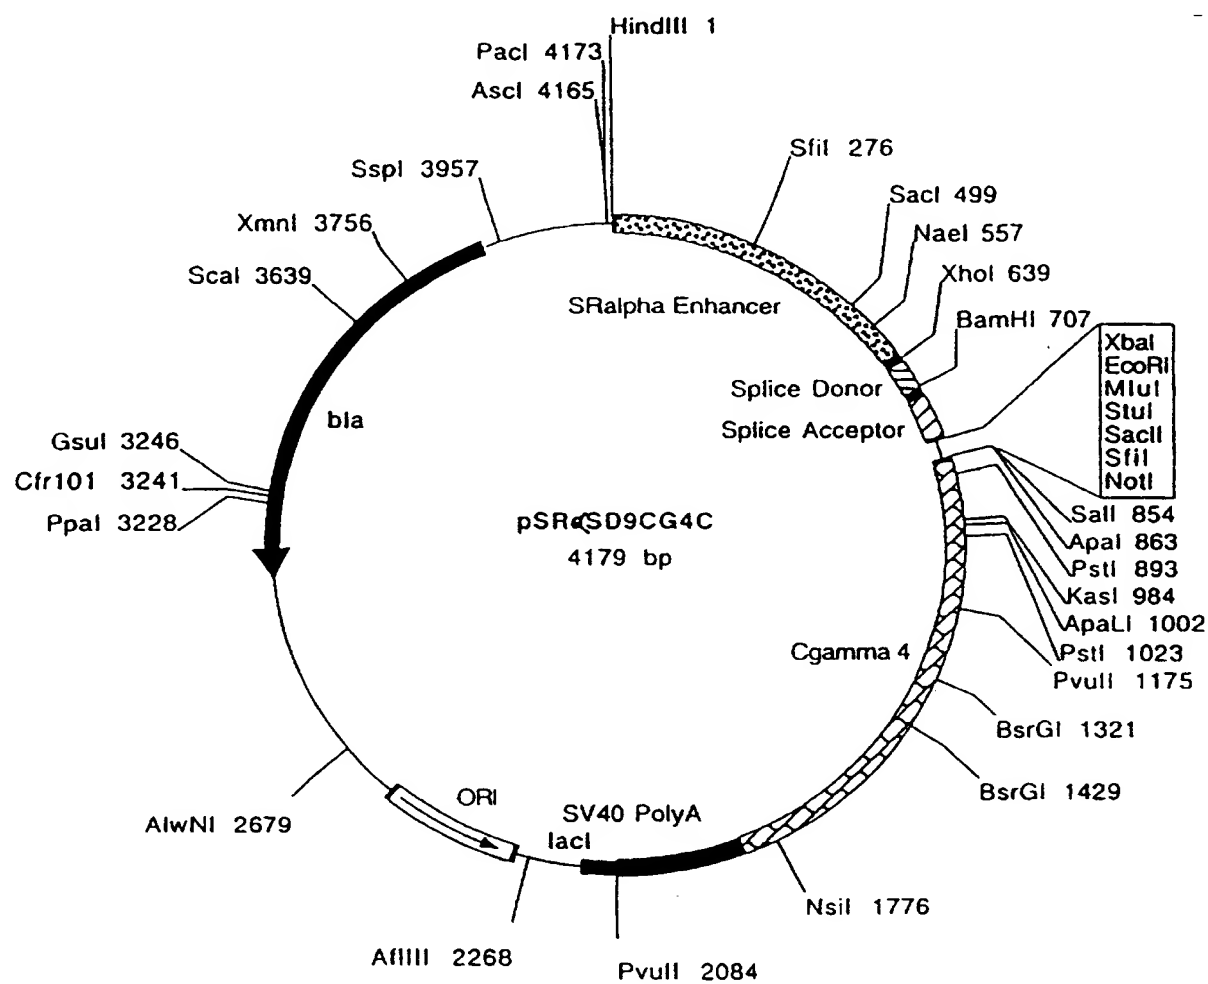 HindIII 1
PacI 4173
AscI 4165
SfiI 276
SspI 3957
SacI 499
XmnI 3756
NaeI 557
ScaI 3639
XhoI 639
SRalpha Enhancer
BamHI 707
XbaI
EcoRI
MluI
StuI
SacII
SfiI
NotI
Splice Donor
Splice Acceptor
bla
GsuI 3246
Cfr101 3241
PpaI 3228
pSRαSD9CG4C
4179 bp
SalI 854
ApaI 863
PstI 893
KasI 984
ApaLI 1002
PstI 1023
PvuII 1175
Cgamma 4
BsrGI 1321
BsrGI 1429
ORI
SV40 PolyA
lacI
AlwNI 2679
NsiI 1776
AflIII 2268
PvuII 2084